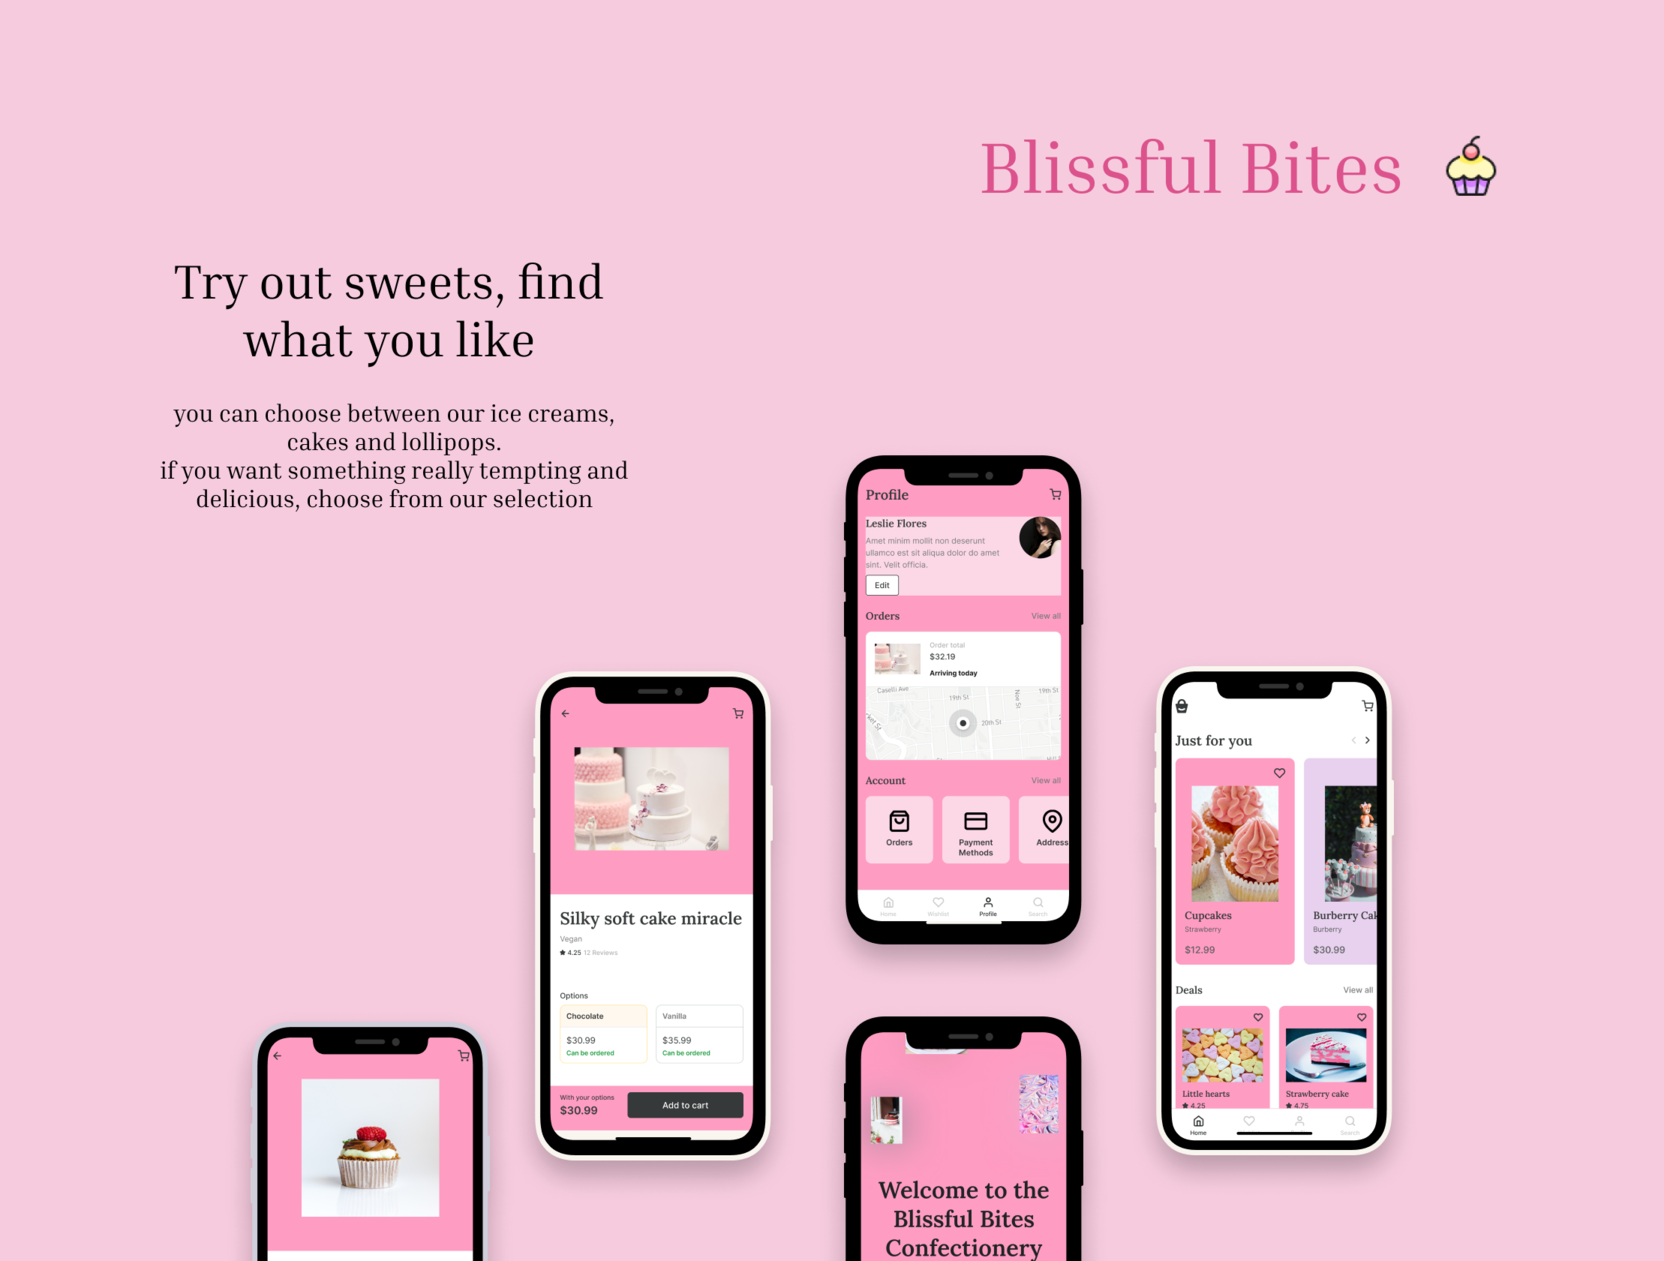 Blissful Bites
Try out sweets, find
what you like
you can choose between our ice creams,
cakes and lollipops.
if you want something really tempting and
delicious, choose from our selection
Profile
Leslie Flores
Amet minim mollit non deserunt
ullamco est sit aliqua dolor do amet
sint. Velit officia.
Edit
Orders
View all
Order total
$32.19
Arriving today
Caselli Ave
19th St
Noe St
19th St
20th St
Account
View all
Orders
Payment
Methods
Address
Home
Wishlist
Profile
Search
Silky soft cake miracle
Vegan
4.25 12 Reviews
Options
Chocolate
$30.99
Can be ordered
Vanilla
$35.99
Can be ordered
With your options
$30.99
Add to cart
Just for you
Cupcakes
Strawberry
$12.99
Burberry Cak
Burberry
$30.99
Deals
View all
Little hearts
4.25
Strawberry cake
4.75
Home
Search
Welcome to the
Blissful Bites
Confectionery